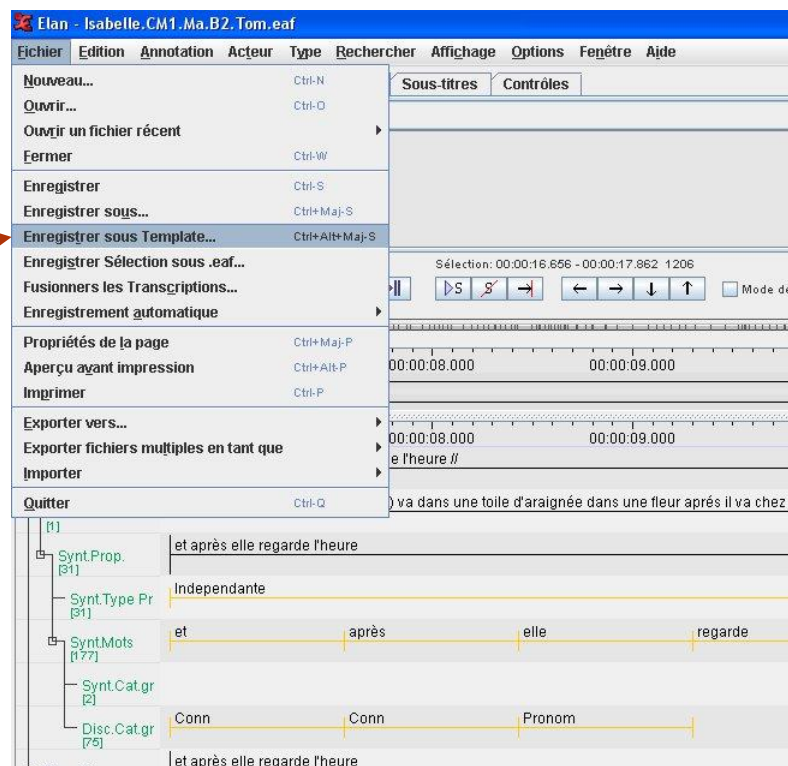 Elan - Isabelle.CM1.Ma.B2.Tom.eaf
Fichier Edition Annotation Acteur Type Rechercher Affichage Options Fenêtre Aide
Nouveau... Ctrl-N
Sous-titres Contrôles
Ouvrir... Ctrl-O
Ouvrir un fichier récent
Fermer Ctrl-W
Enregistrer Ctrl-S
Enregistrer sous... Ctrl+Maj-S
Enregistrer sous Template... Ctrl+Alt+Maj-S
Enregistrer Sélection sous .eaf...
Sélection: 00:00:16.656 - 00:00:17.862 1206
Fusionners les Transcriptions...
S S Mode de
Enregistrement automatique
Propriétés de la page Ctrl+Maj-P
Aperçu avant impression Ctrl+Alt-P
00:00:08.000 00:00:09.000
Imprimer Ctrl-P
Exporter vers...
Exporter fichiers multiples en tant que
00:00:08.000 00:00:09.000
e l'heure //
Importer
Quitter Ctrl-Q
) va dans une toile d'araignée dans une fleur aprés il va chez
[1]
Synt.Prop. et après elle regarde l'heure
[31]
Synt.Type Pr Independante
[31]
Synt.Mots et après elle regarde
[177]
Synt.Cat.gr
[2]
Disc.Cat.gr Conn Conn Pronom
[75]
et après elle regarde l'heure